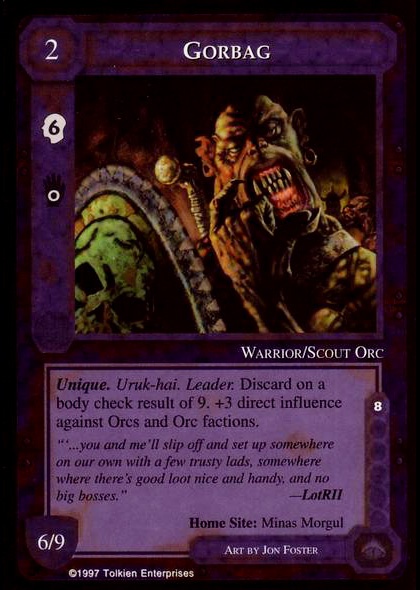 2
GORBAG
6
0
WARRIOR/SCOUT ORC
Unique. Uruk-hai. Leader. Discard on a
body check result of 9. +3 direct influence
against Orcs and Orc factions.
8
“‘...you and me’ll slip off and set up somewhere
on our own with a few trusty lads, somewhere
where there’s good loot nice and handy, and no
big bosses.”
—LotRII
Home Site: Minas Morgul
6/9
ART BY JON FOSTER
©1997 Tolkien Enterprises